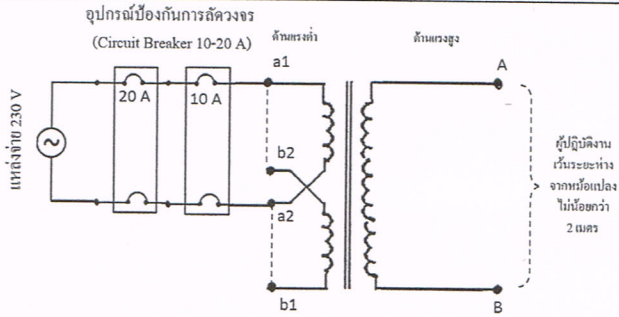 อุปกรณ์ป้องกันการลัดวงจร
(Circuit Breaker 10-20 A)
ด้านแรงต่ำ
ด้านแรงสูง
a1
A
20 A
10 A
แหล่งจ่าย 230 V
b2
a2
b1
B
ผู้ปฏิบัติงาน
เว้นระยะห่าง
จากหม้อแปลง
ไม่น้อยกว่า
2 เมตร